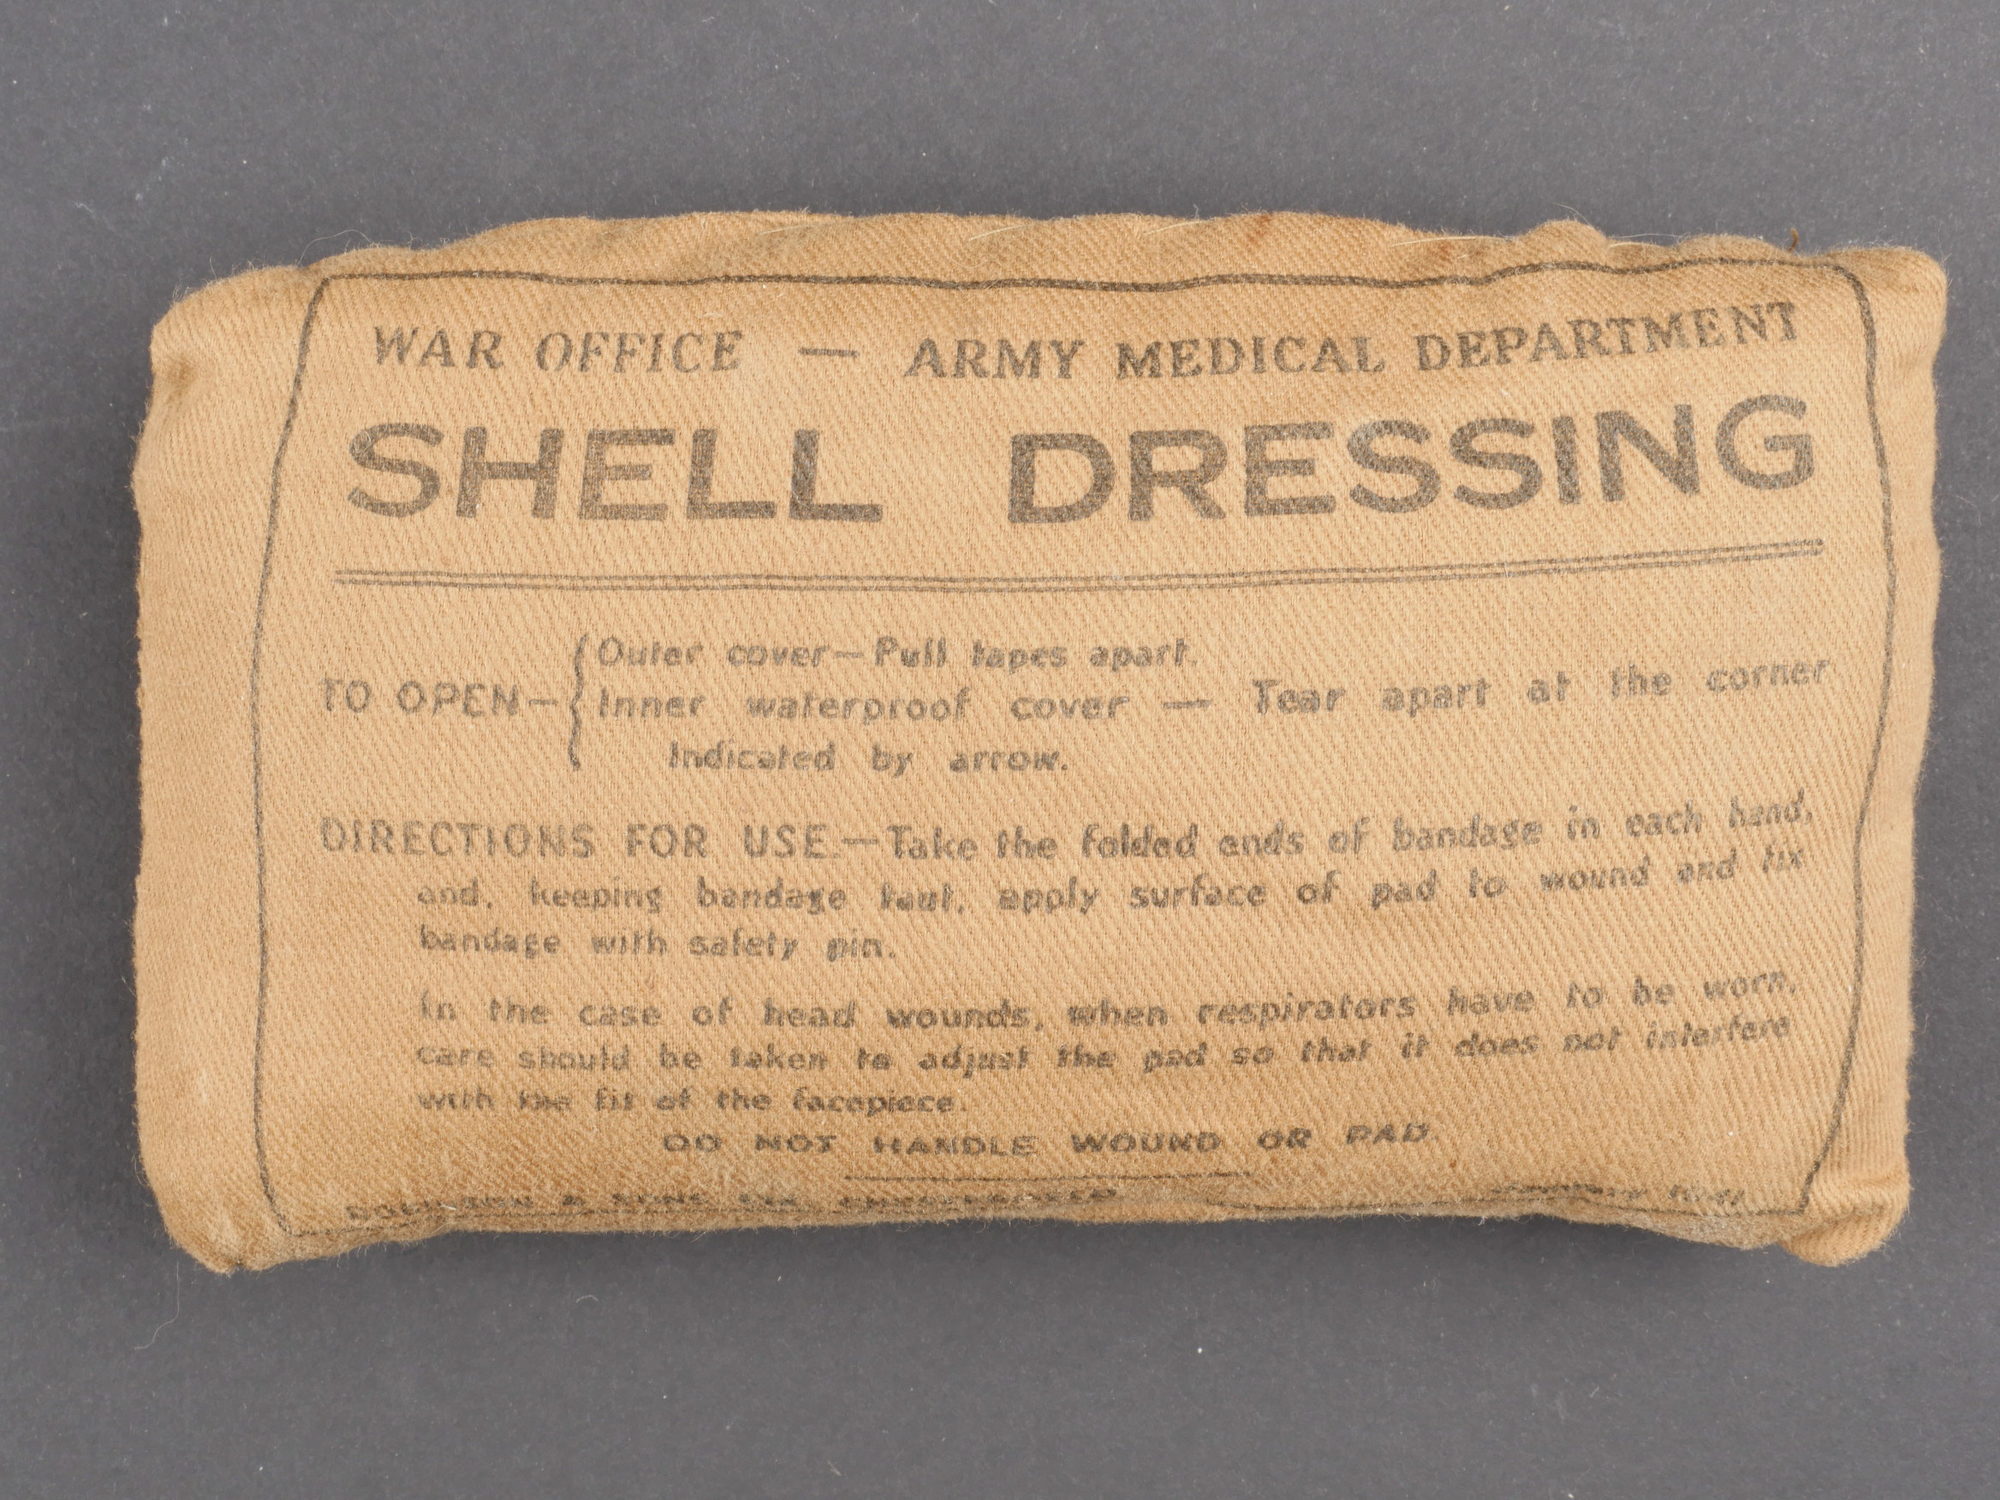 WAR OFFICE — ARMY MEDICAL DEPARTMENT
SHELL DRESSING
TO OPEN— { Outer cover—Pull tapes apart.
Inner waterproof cover — Tear apart at the corner
Indicated by arrow.
DIRECTIONS FOR USE.—Take the folded ends of bandage in each hand,
and, keeping bandage taut, apply surface of pad to wound and fix
bandage with safety pin.
In the case of head wounds, when respirators have to be worn,
care should be taken to adjust the pad so that it does not interfere
with the fit of the facepiece.
DO NOT HANDLE WOUND OR PAD.
ROBINSON & SONS LTD. CHESTERFIELD